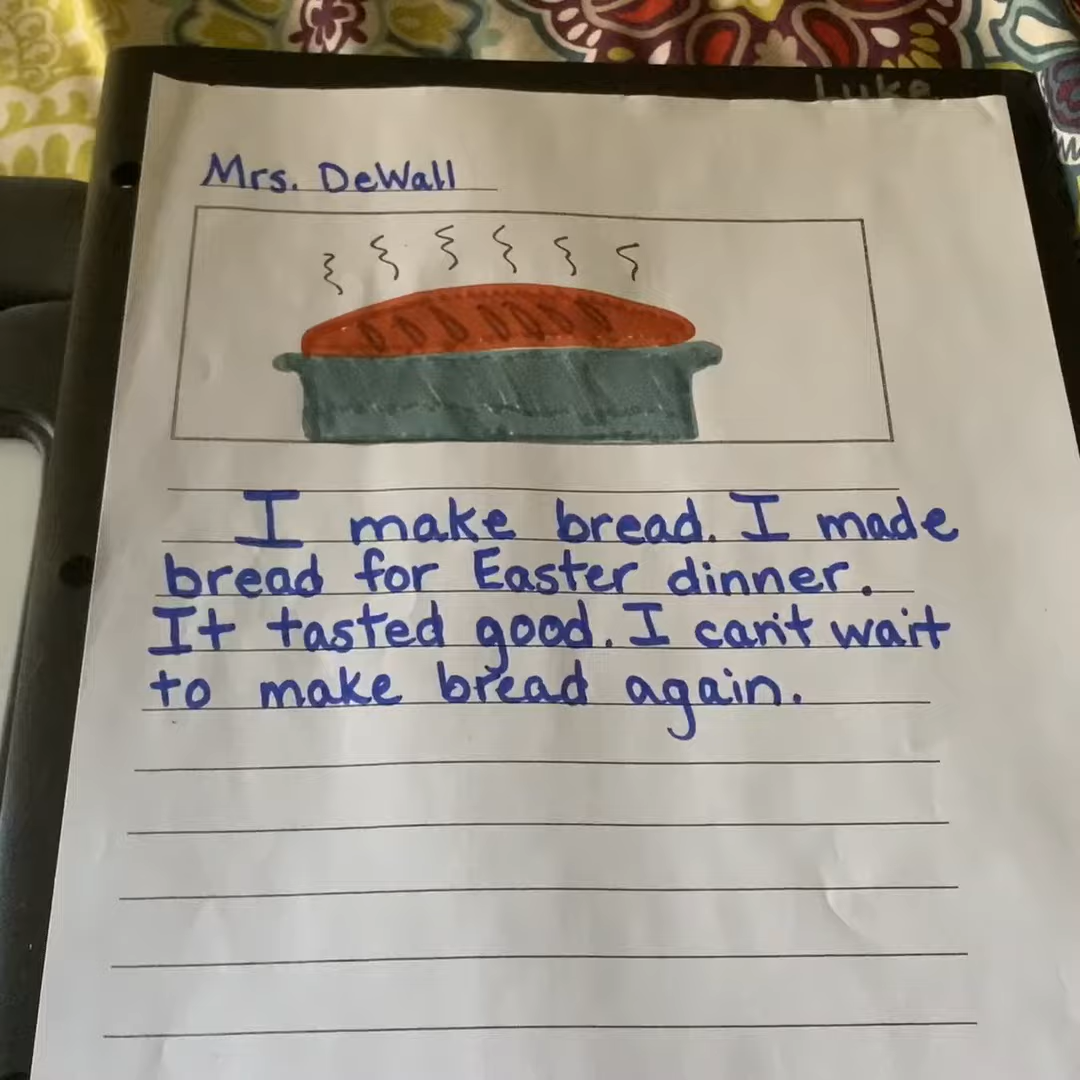 Luke
Mrs. DeWall
I make bread. I made
bread for Easter dinner.
It tasted good. I can't wait
to make bread again.